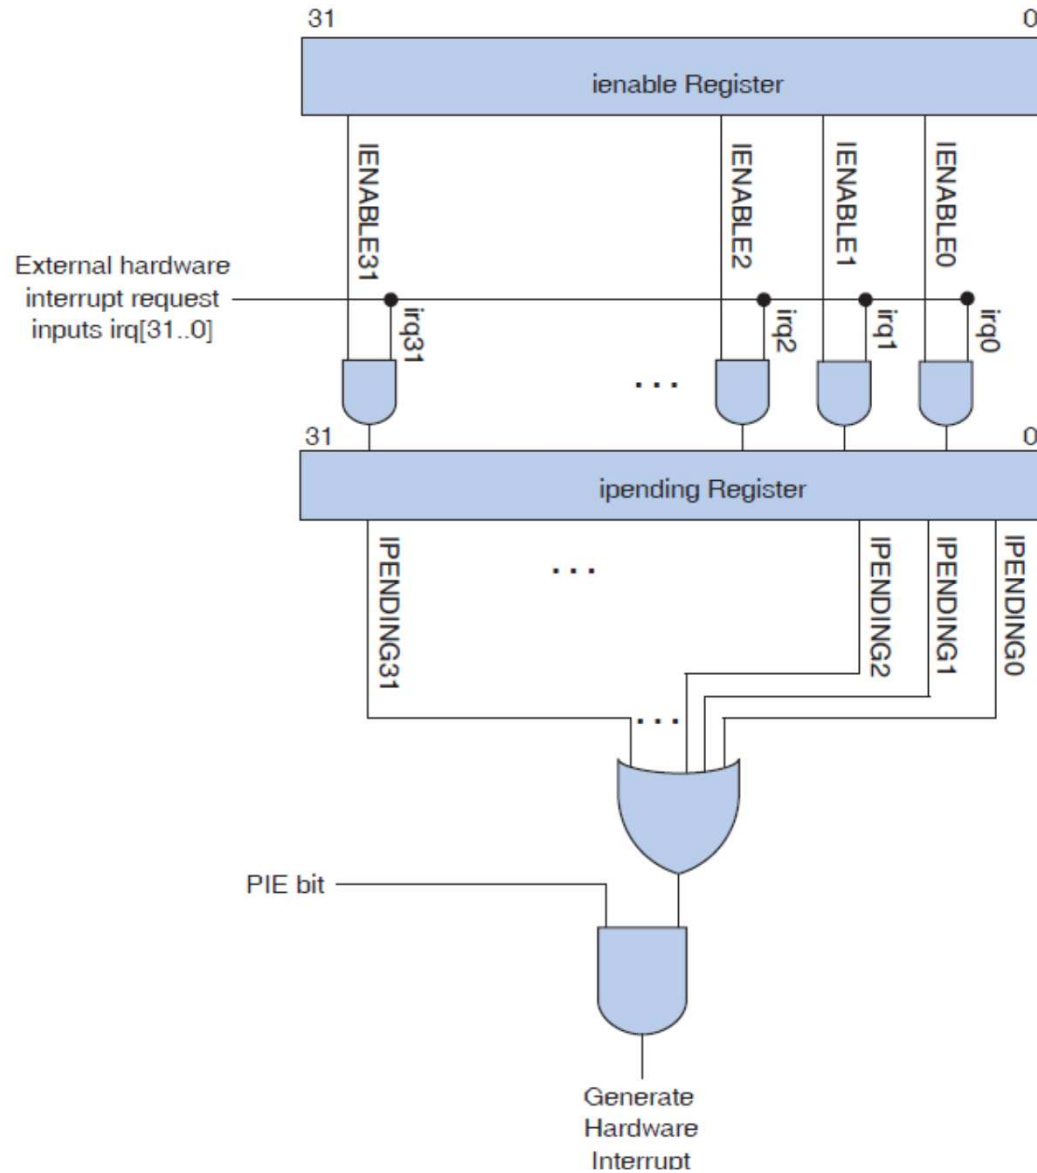 31 0
ienable Register
IENABLE31
IENABLE2
IENABLE1
IENABLE0
External hardware
interrupt request
inputs irq[31..0]
irq31
irq2
irq1
irq0
. . .
31 0
ipending Register
IPENDING31
. . .
IPENDING2
IPENDING1
IPENDING0
. . .
PIE bit
Generate
Hardware
Interrupt